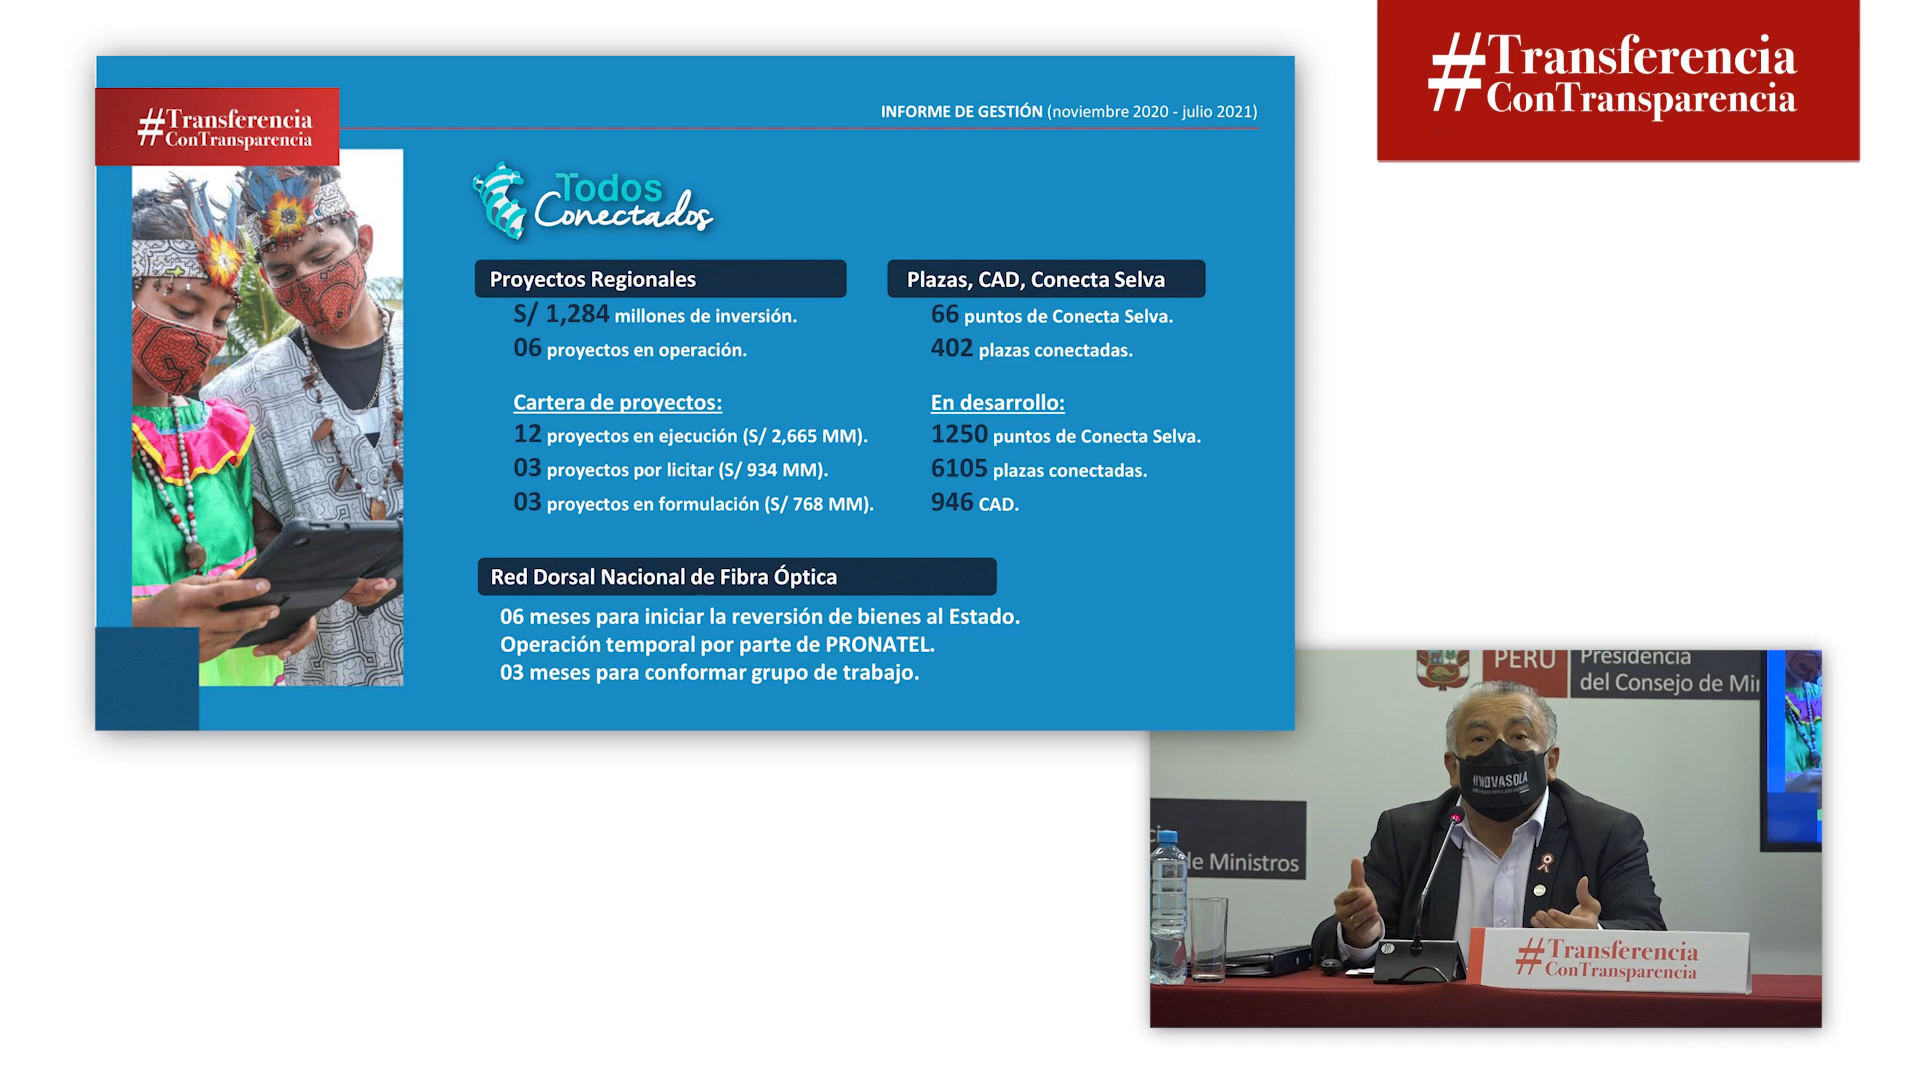 #Transferencia
ConTransparencia
#Transferencia
ConTransparencia
INFORME DE GESTIÓN (noviembre 2020 - julio 2021)
Todos
Conectados
Proyectos Regionales
S/ 1,284 millones de inversión.
06 proyectos en operación.
Cartera de proyectos:
12 proyectos en ejecución (S/ 2,665 MM).
03 proyectos por licitar (S/ 934 MM).
03 proyectos en formulación (S/ 768 MM).
Plazas, CAD, Conecta Selva
66 puntos de Conecta Selva.
402 plazas conectadas.
En desarrollo:
1250 puntos de Conecta Selva.
6105 plazas conectadas.
946 CAD.
Red Dorsal Nacional de Fibra Óptica
06 meses para iniciar la reversión de bienes al Estado.
Operación temporal por parte de PRONATEL.
03 meses para conformar grupo de trabajo.
PERÚ
Presidencia
del Consejo de Mi
de Ministros
#NOVASOLA
#Transferencia
ConTransparencia